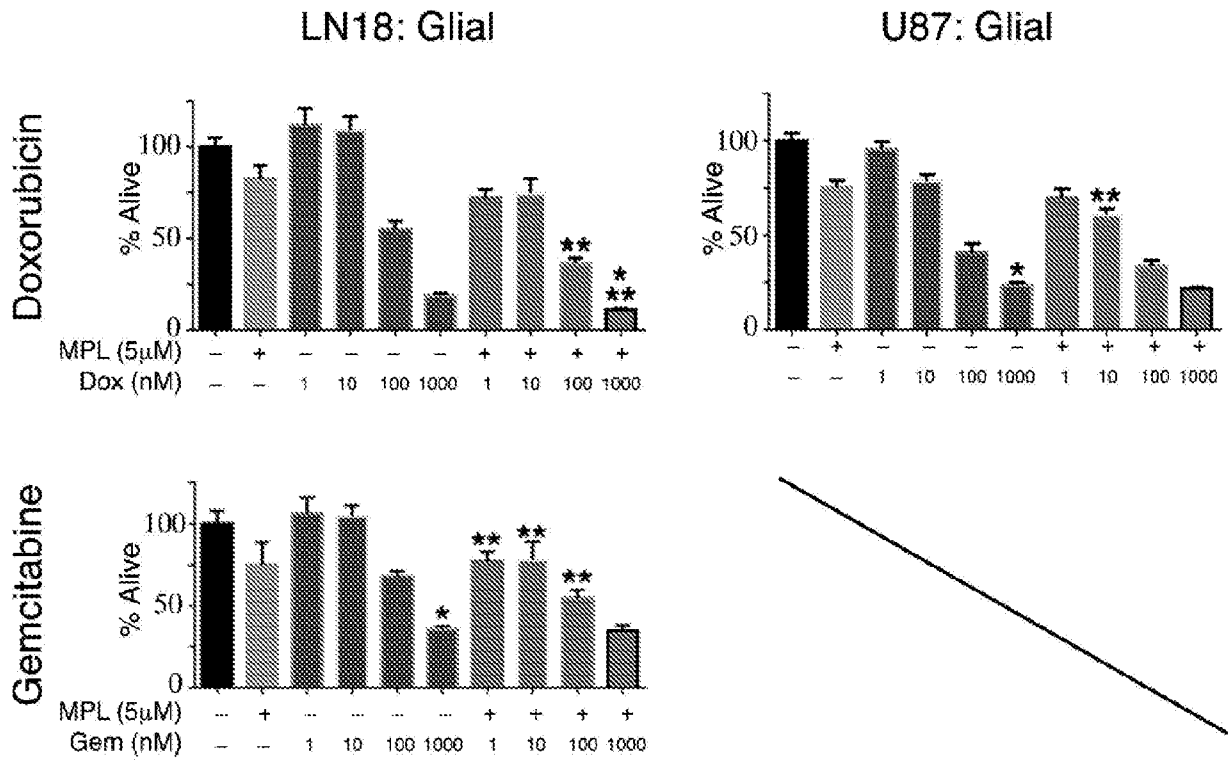 LN18: Glial
U87: Glial
Doxorubicin
% Alive
100
50
0
**
*
**
MPL (5µM) – + – – – – + + + +
Dox (nM) – – 1 10 100 1000 1 10 100 1000
% Alive
100
50
0
*
**
– + – – – – + + + +
– – 1 10 100 1000 1 10 100 1000
Gemcitabine
% Alive
100
50
0
*
**
**
**
MPL (5µM) – + – – – – + + + +
Gem (nM) – – 1 10 100 1000 1 10 100 1000